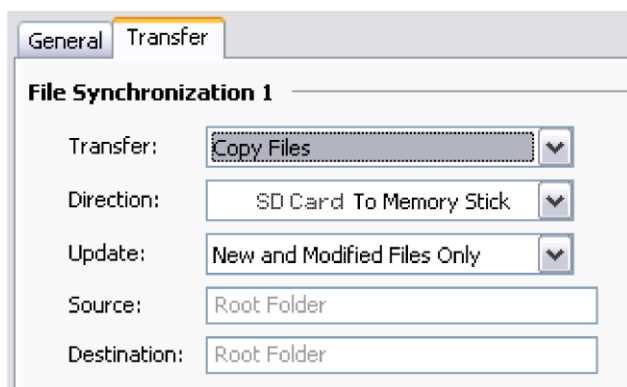 General Transfer
File Synchronization 1
Transfer: Copy Files
Direction: SD Card To Memory Stick
Update: New and Modified Files Only
Source: Root Folder
Destination: Root Folder